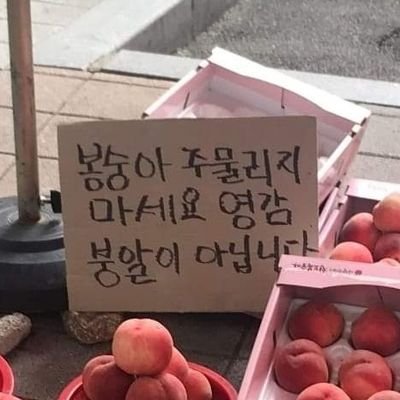 봉숭아 주물리지
마세요 영감
붕알이 아닙니다